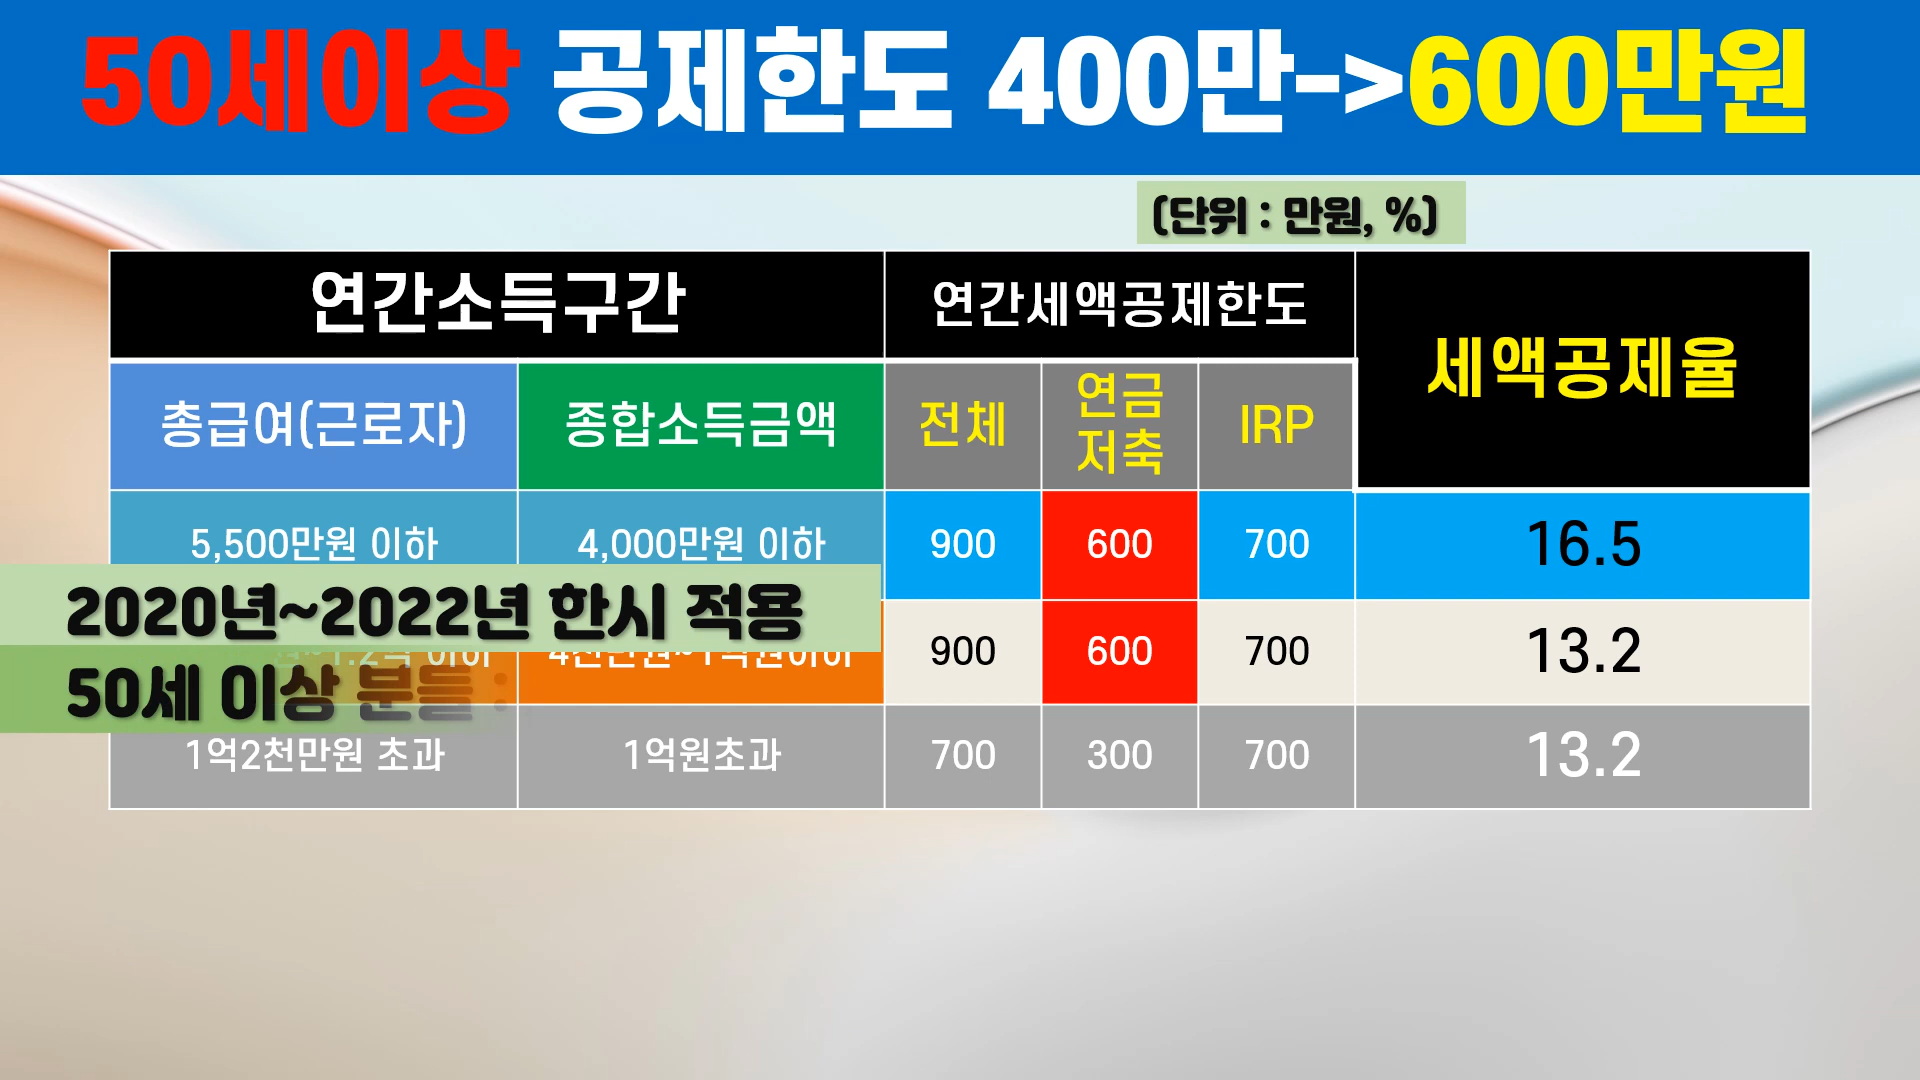 50세이상 공제한도 400만->600만원
(단위 : 만원, %)
연간소득구간 연간세액공제한도 세액공제율
총급여(근로자) 종합소득금액 전체 연금저축 IRP
5,500만원 이하 4,000만원 이하 900 600 700 16.5
2020년~2022년 한시 적용
900 600 700 13.2
50세 이상 분들 :
1억2천만원 초과 1억원초과 700 300 700 13.2